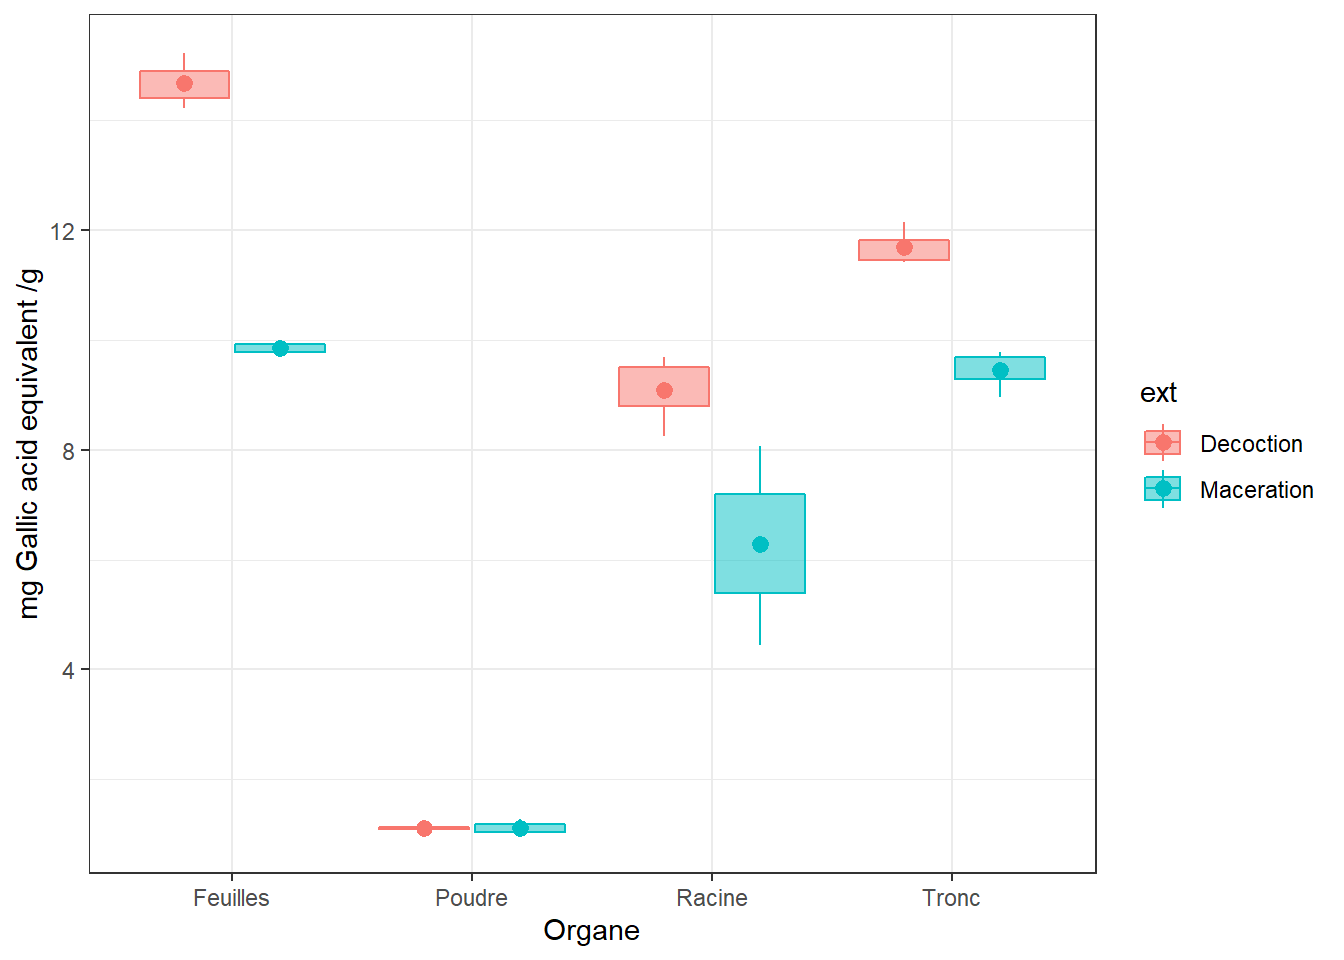 mg Gallic acid equivalent /g
12
8
4
Feuilles
Poudre
Racine
Tronc
Organe
ext
Decoction
Maceration